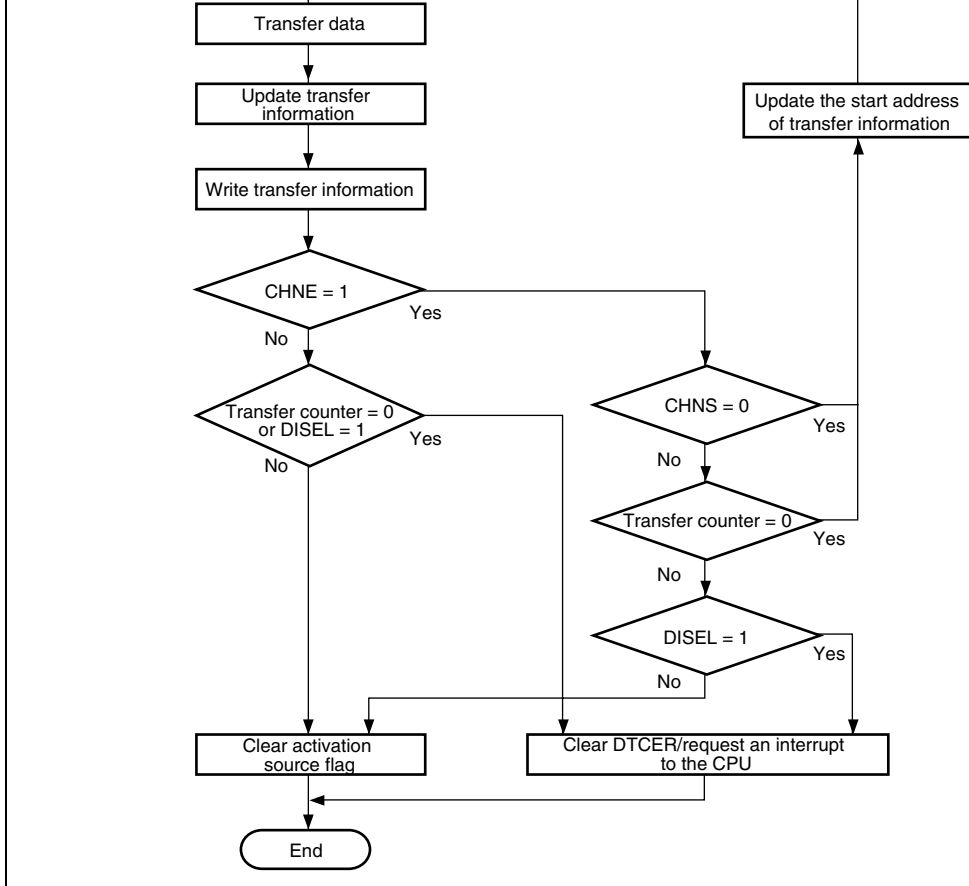 Transfer data
Update transfer
information
Update the start address
of transfer information
Write transfer information
CHNE = 1
Yes
No
Transfer counter = 0
or DISEL = 1
Yes
No
CHNS = 0
Yes
No
Transfer counter = 0
Yes
No
DISEL = 1
Yes
No
Clear activation
source flag
Clear DTCER/request an interrupt
to the CPU
End